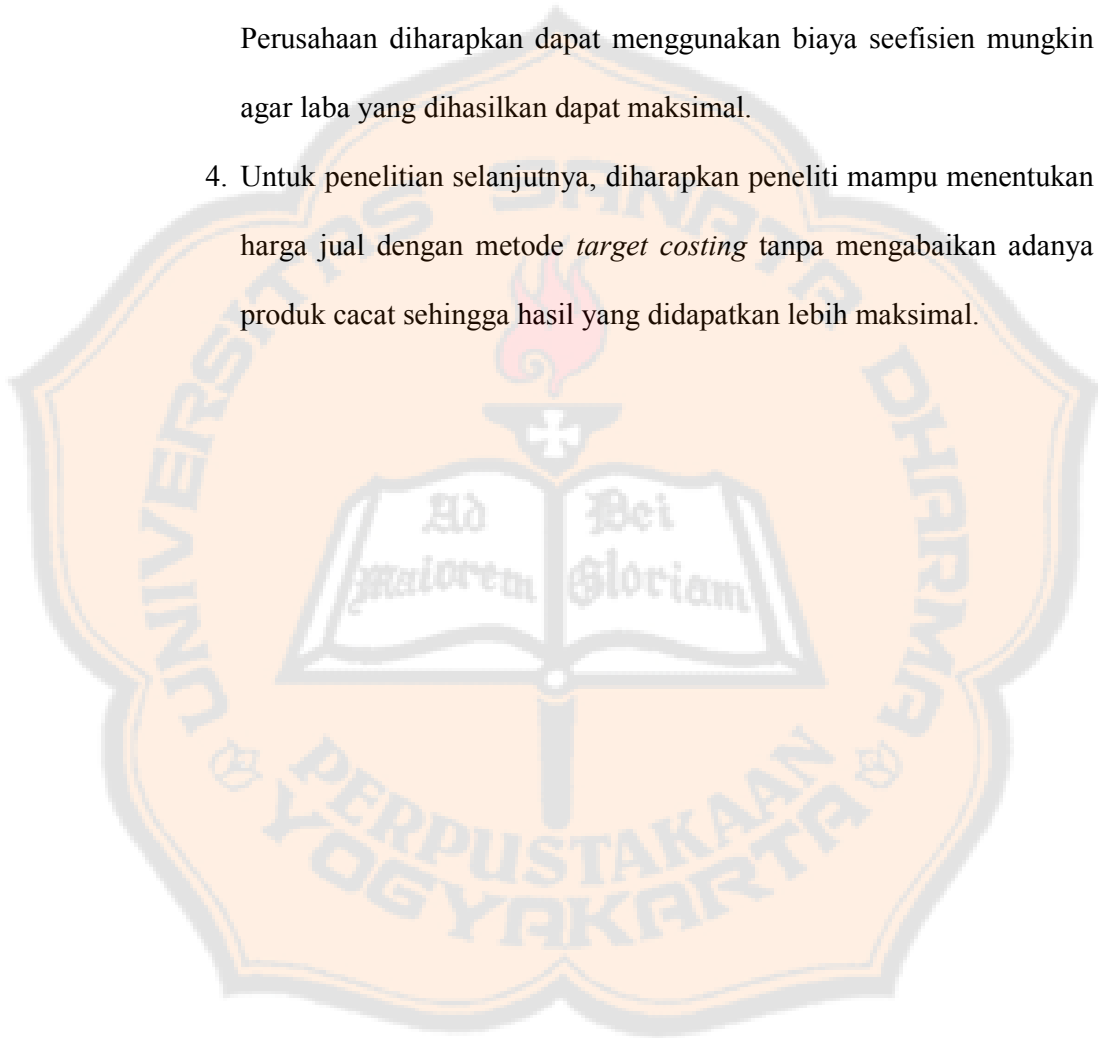 Perusahaan diharapkan dapat menggunakan biaya seefisien mungkin
agar laba yang dihasilkan dapat maksimal.
4. Untuk penelitian selanjutnya, diharapkan peneliti mampu menentukan
harga jual dengan metode target costing tanpa mengabaikan adanya
produk cacat sehingga hasil yang didapatkan lebih maksimal.
UNIVERSITAS SANATA DHARMA
Ad Dei
Maiorem Gloriam
PERPUSTAKAAN
YOGYAKARTA